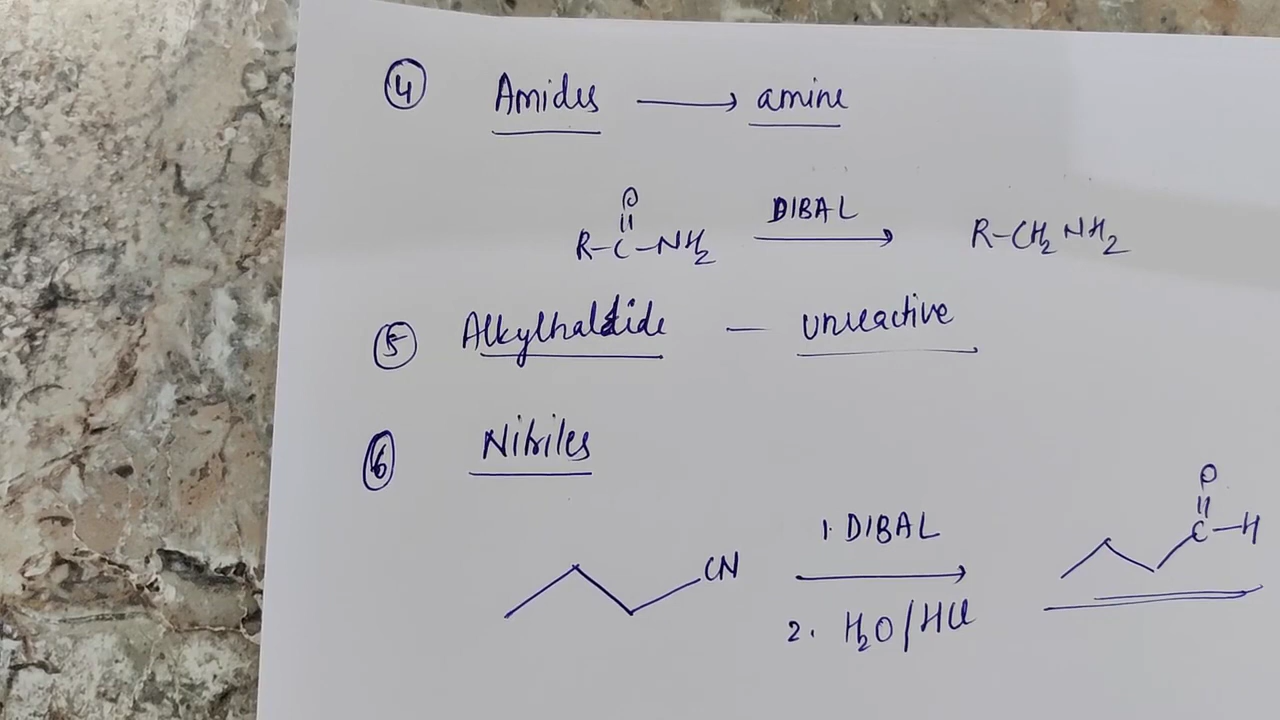 ④ Amides ⟶ amine
O
||
R–C–NH₂ DIBAL ⟶ R–CH₂NH₂
⑤ Alkylhalide — unreactive
⑥ Nitriles
CN 1. DIBAL ⟶ O
||
C–H
2. H₂O/HCl